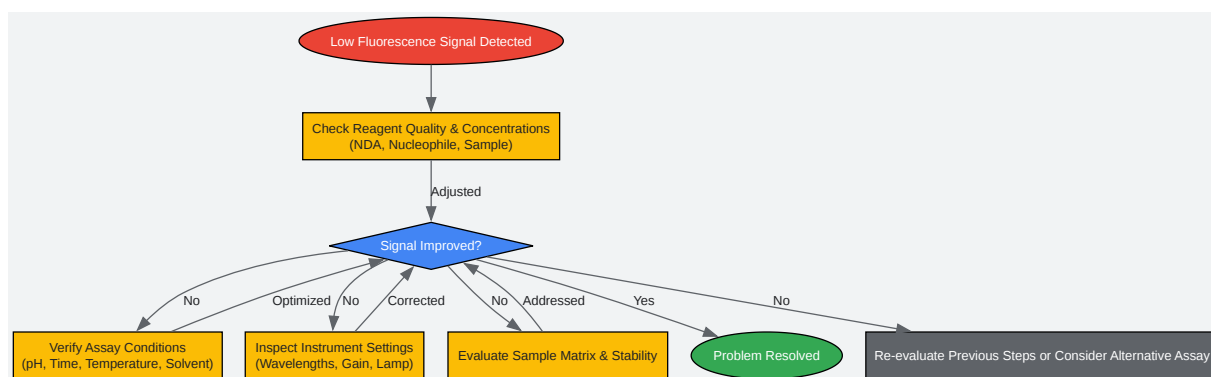 Low Fluorescence Signal Detected
Check Reagent Quality & Concentrations
(NDA, Nucleophile, Sample)
Adjusted
Signal Improved?
No
Optimized
No
Corrected
No
Addressed
Yes
No
Verify Assay Conditions
(pH, Time, Temperature, Solvent)
Inspect Instrument Settings
(Wavelengths, Gain, Lamp)
Evaluate Sample Matrix & Stability
Problem Resolved
Re-evaluate Previous Steps or Consider Alternative Assay